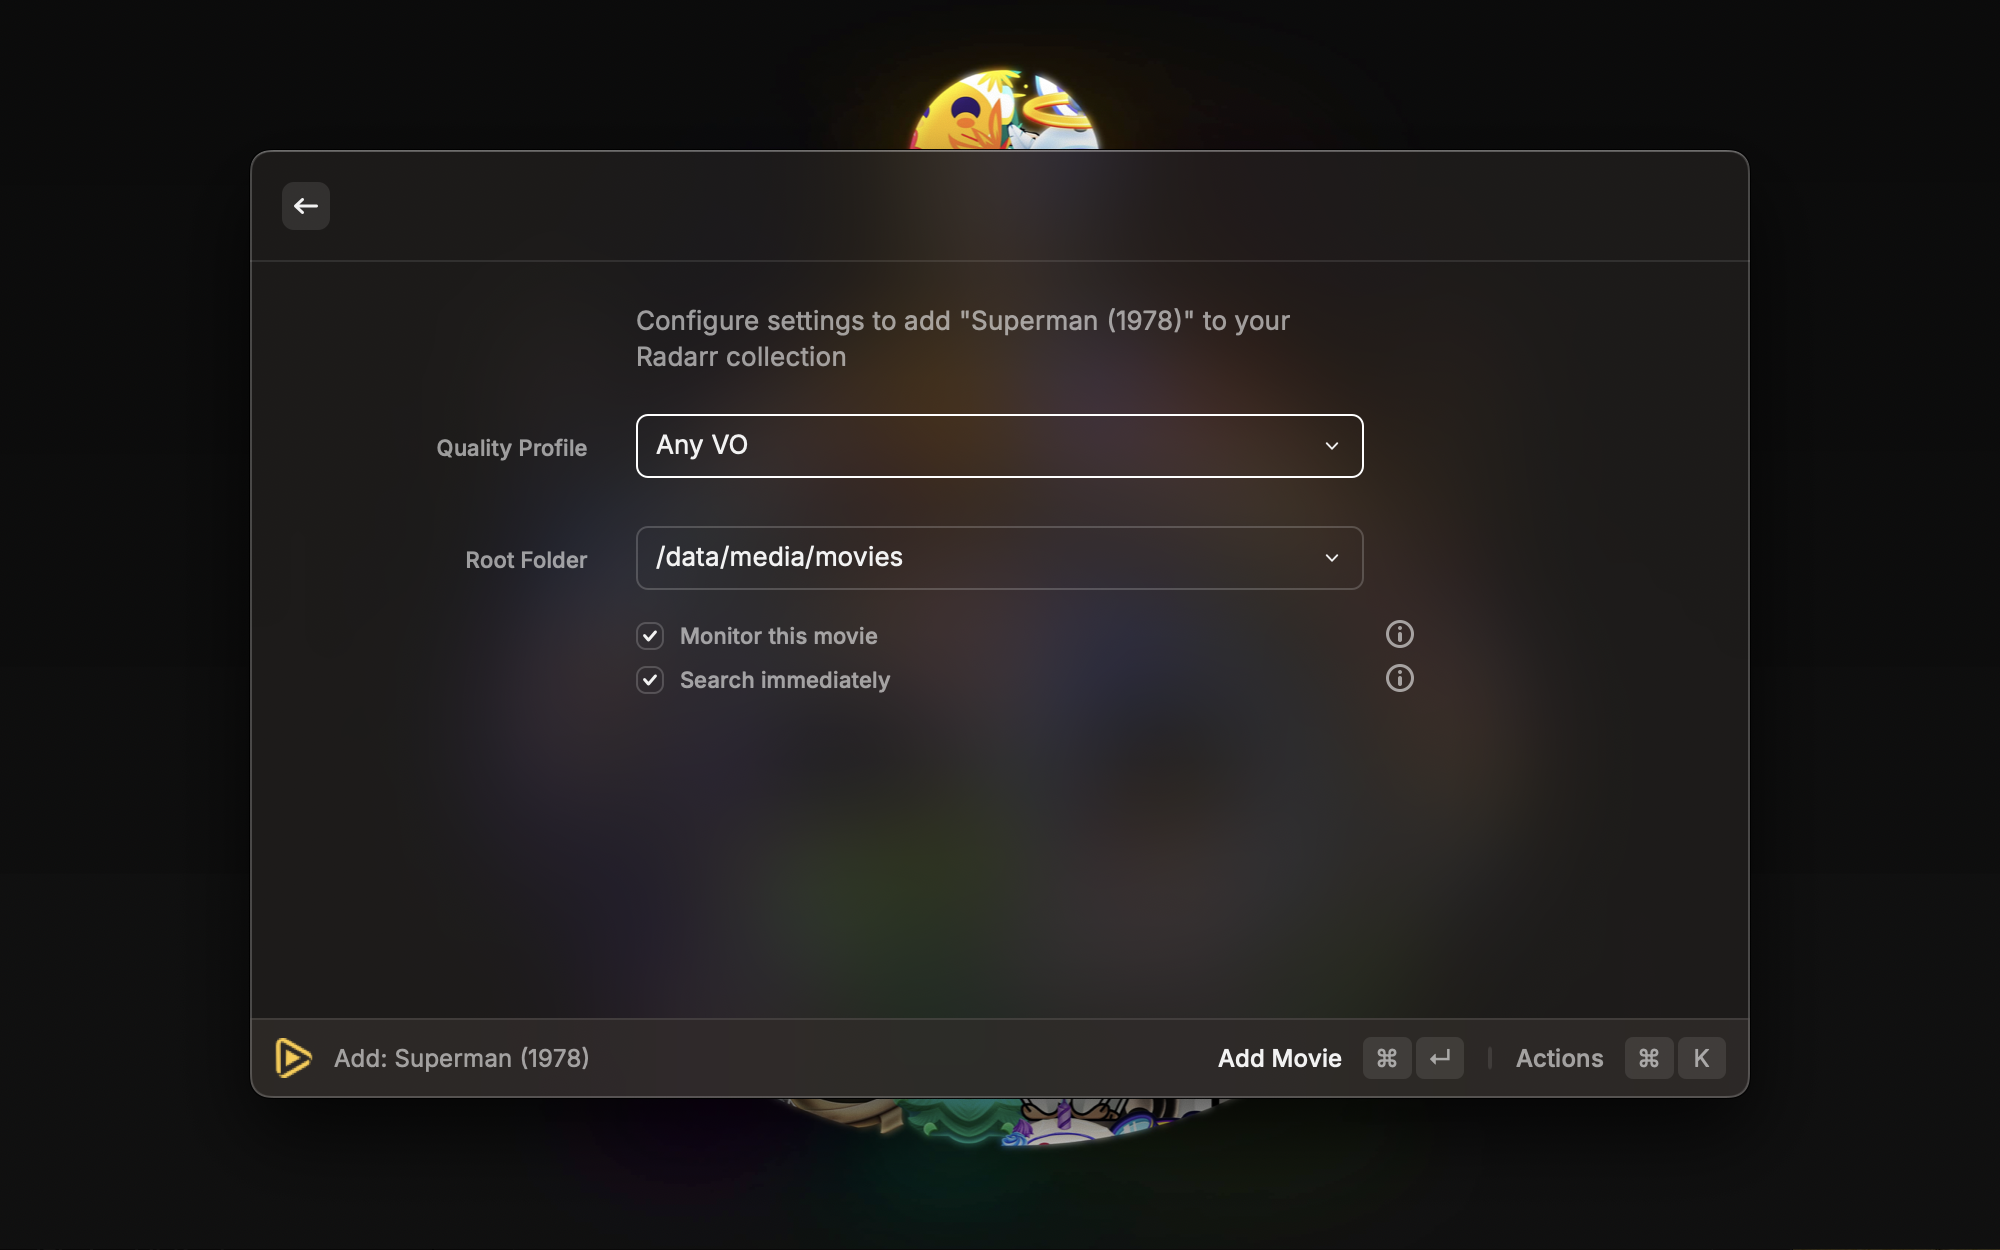 Configure settings to add "Superman (1978)" to your
Radarr collection
Quality Profile
Any VO
Root Folder
/data/media/movies
Monitor this movie
Search immediately
Add: Superman (1978)
Add Movie ⌘ ↵ Actions ⌘ K